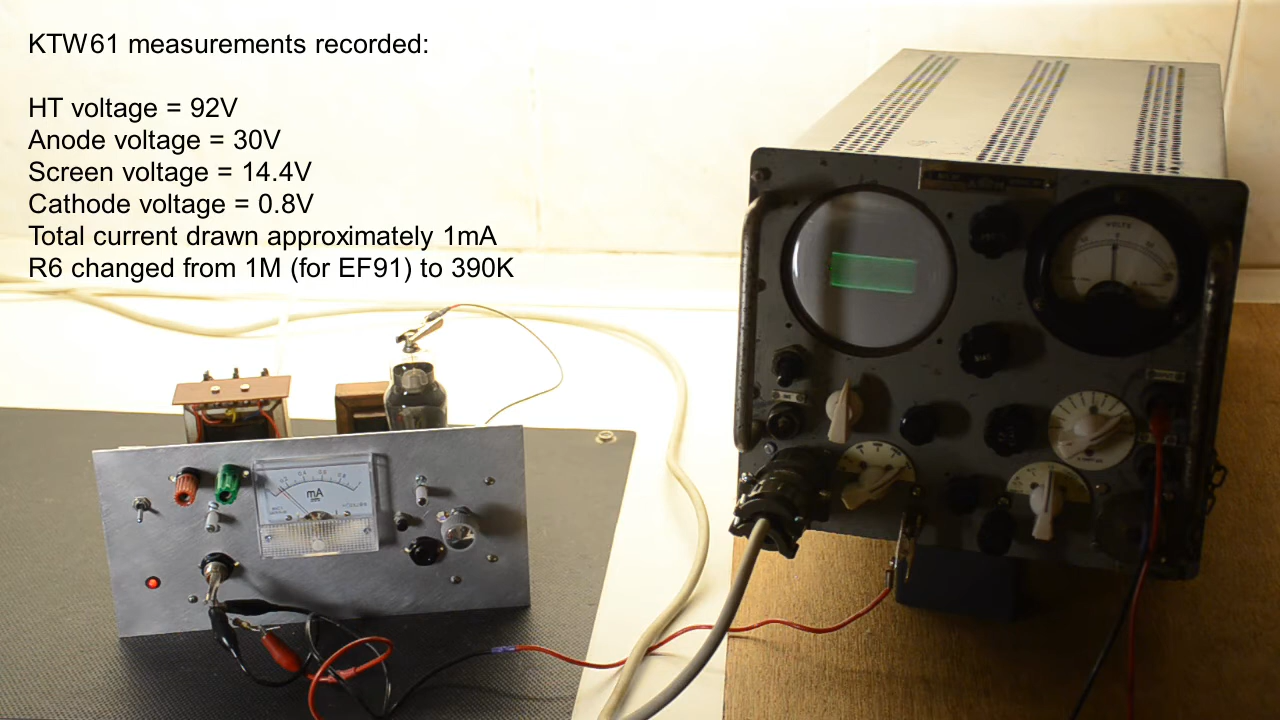 KTW61 measurements recorded:
HT voltage = 92V
Anode voltage = 30V
Screen voltage = 14.4V
Cathode voltage = 0.8V
Total current drawn approximately 1mA
R6 changed from 1M (for EF91) to 390K
mA
VOLTS